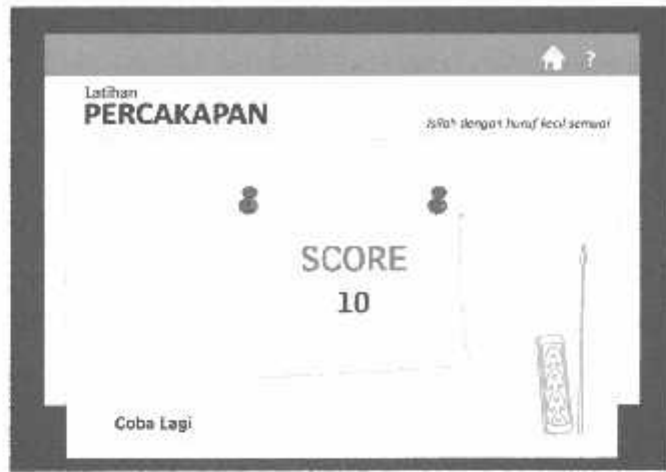 ?
Latihan
PERCAKAPAN
Isilah dengan huruf kecil semua!
SCORE
10
Coba Lagi